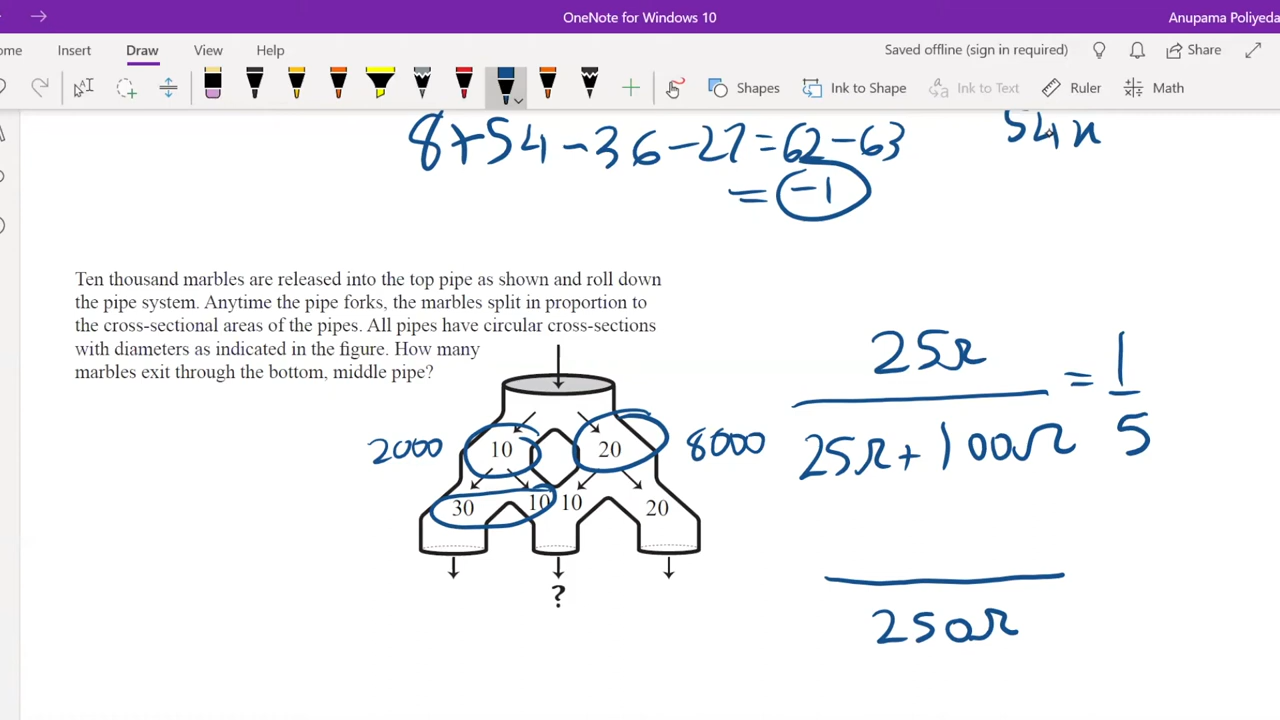 OneNote for Windows 10
Anupama Poliyeda
ome Insert Draw View Help
Saved offline (sign in required) Share
Shapes Ink to Shape Ink to Text Ruler Math
8+54-36-27=62-63
= -1
54x
Ten thousand marbles are released into the top pipe as shown and roll down
the pipe system. Anytime the pipe forks, the marbles split in proportion to
the cross-sectional areas of the pipes. All pipes have circular cross-sections
with diameters as indicated in the figure. How many
marbles exit through the bottom, middle pipe?
2000 10 20 8000
30 10 10 20
?
25π
25π+100π
= 1
5
250π